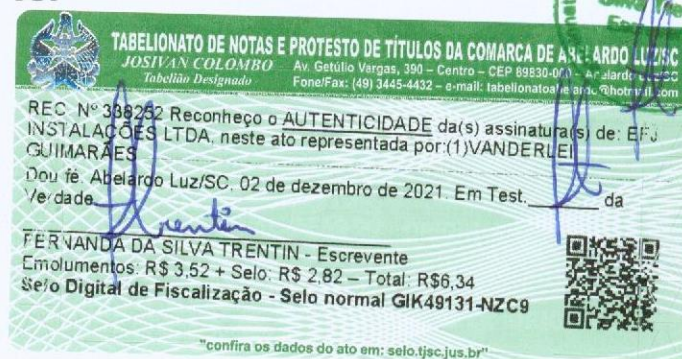 TABELIONATO DE NOTAS E PROTESTO DE TÍTULOS DA COMARCA DE ABELARDO LUZ/SC
JOSIVAN COLOMBO
Tabelião Designado
Av. Getúlio Vargas, 390 – Centro – CEP 89830-000 – Abelardo Luz/SC
Fone/Fax: (49) 3445-4432 – e-mail: tabelionatoabelardo@hotmail.com
REC. Nº 338252 Reconheço o AUTENTICIDADE da(s) assinatura(s) de: EFJ
INSTALAÇÕES LTDA, neste ato representada por:(1)VANDERLEI
GUIMARÃES
Dou fé. Abelardo Luz/SC, 02 de dezembro de 2021. Em Test.______ da
Verdade.
Trentin
FERNANDA DA SILVA TRENTIN - Escrevente
Emolumentos: R$ 3,52 + Selo: R$ 2,82 – Total: R$6,34
Selo Digital de Fiscalização - Selo normal GIK49131-NZC9
"confira os dados do ato em: selo.tjsc.jus.br"